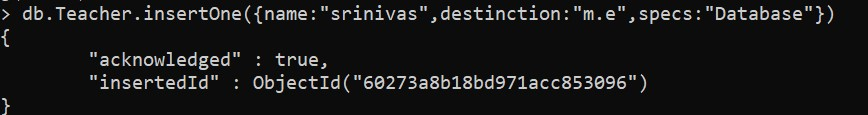 > db.Teacher.insertOne({name:"srinivas",destinction:"m.e",specs:"Database"})
{
        "acknowledged" : true,
        "insertedId" : ObjectId("60273a8b18bd971acc853096")
}